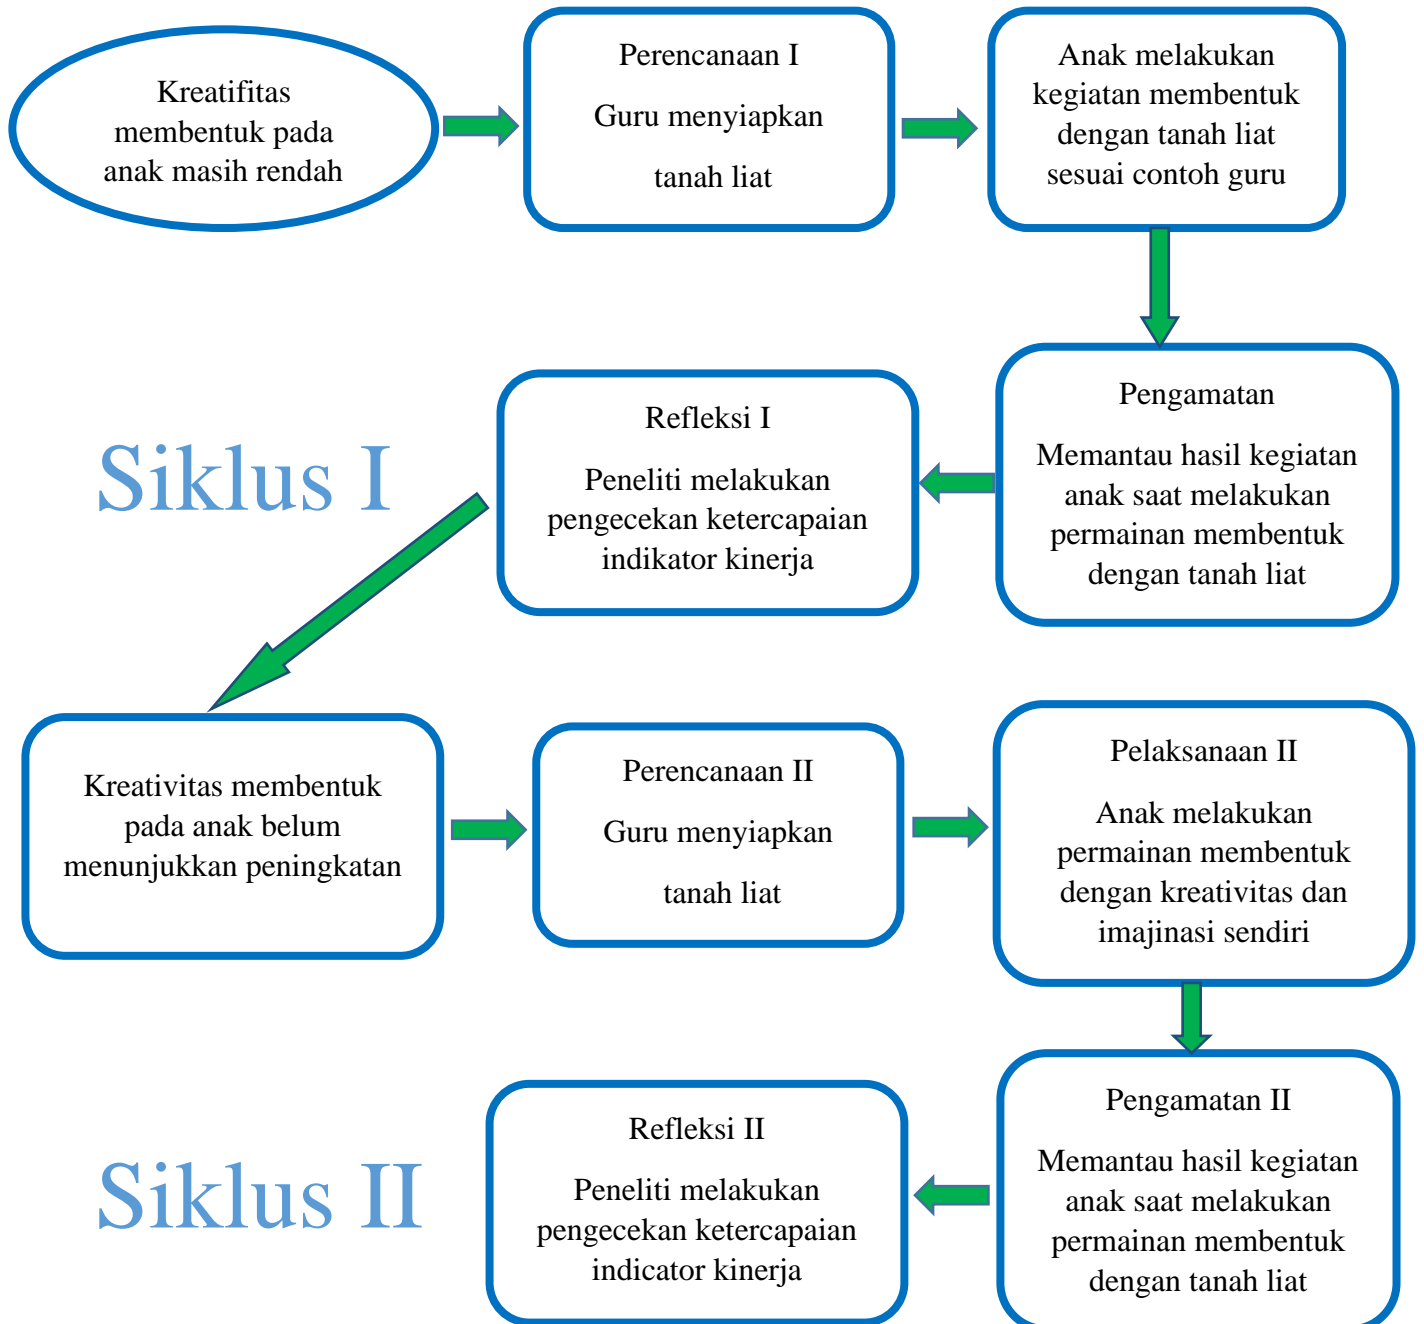 Kreatifitas
membentuk pada
anak masih rendah
Perencanaan I
Guru menyiapkan
tanah liat
Anak melakukan
kegiatan membentuk
dengan tanah liat
sesuai contoh guru
Siklus I
Refleksi I
Peneliti melakukan
pengecekan ketercapaian
indikator kinerja
Pengamatan
Memantau hasil kegiatan
anak saat melakukan
permainan membentuk
dengan tanah liat
Kreativitas membentuk
pada anak belum
menunjukkan peningkatan
Perencanaan II
Guru menyiapkan
tanah liat
Pelaksanaan II
Anak melakukan
permainan membentuk
dengan kreativitas dan
imajinasi sendiri
Siklus II
Refleksi II
Peneliti melakukan
pengecekan ketercapaian
indicator kinerja
Pengamatan II
Memantau hasil kegiatan
anak saat melakukan
permainan membentuk
dengan tanah liat